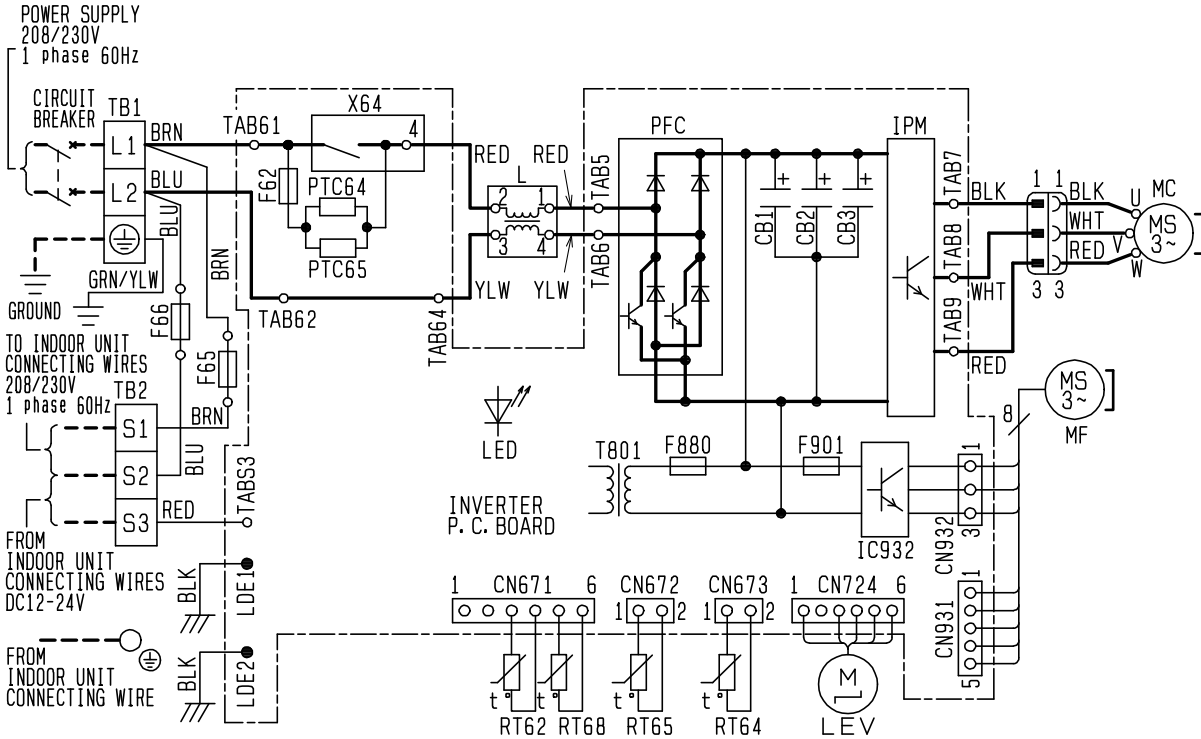 POWER SUPPLY
208/230V
1 phase 60Hz
CIRCUIT
BREAKER
TB1
L1
L2
BRN
BLU
BLU
BRN
GRN/YLW
GROUND
TAB61
X64
4
F62
PTC64
PTC65
TAB62
TAB64
RED
RED
L
2
1
3
4
YLW
YLW
TAB5
TAB6
PFC
+
+
+
CB1
CB2
CB3
IPM
TAB7
TAB8
TAB9
BLK
WHT
RED
1
1
3
3
BLK
WHT
RED
U
V
W
MC
MS
3~
F66
F65
TO INDOOR UNIT
CONNECTING WIRES
208/230V
1 phase 60Hz
TB2
S1
S2
S3
BRN
BLU
RED
TABS3
FROM
INDOOR UNIT
CONNECTING WIRES
DC12-24V
BLK
LDE1
BLK
LDE2
FROM
INDOOR UNIT
CONNECTING WIRE
LED
INVERTER
P. C. BOARD
T801
F880
F901
IC932
1
3
CN932
8
MS
3~
MF
1
5
CN931
1
CN671
6
CN672
1
2
CN673
1
2
1
CN724
6
t°
t°
t°
t°
RT62
RT68
RT65
RT64
M
LEV